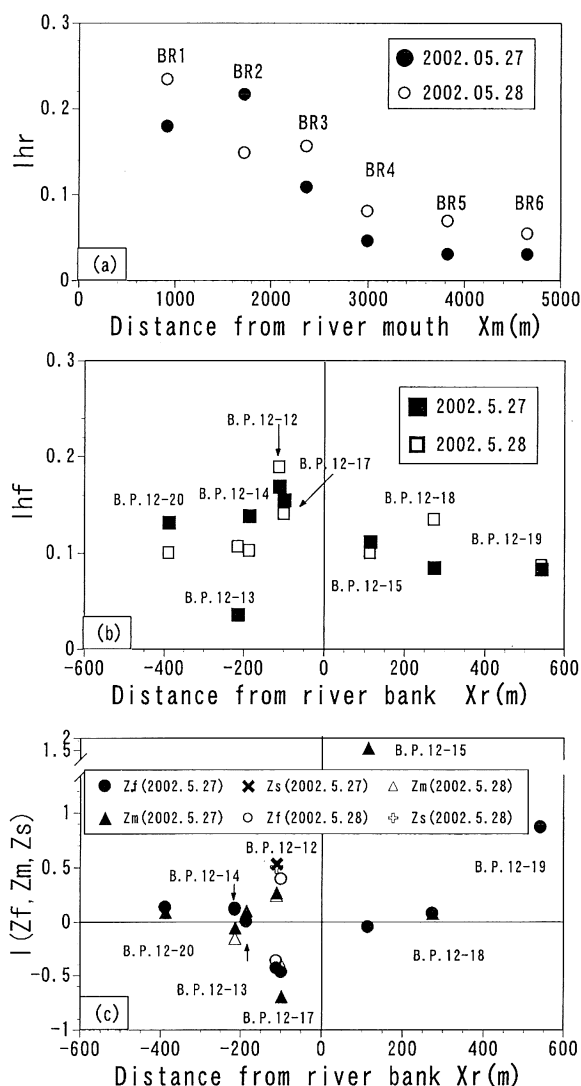 0.3
BR1
BR2
BR3
BR4
BR5
BR6
2002.05.27
2002.05.28
0.2
Ihr
0.1
(a)
0
0 1000 2000 3000 4000 5000
Distance from river mouth Xm(m)
0.3
2002.5.27
2002.5.28
B.P.12-12
0.2
B.P.12-17
B.P.12-20
B.P.12-14
B.P.12-18
Ihf
B.P.12-19
0.1
B.P.12-13
B.P.12-15
(b)
0
-600 -400 -200 0 200 400 600
Distance from river bank Xr(m)
2
1.5
B.P.12-15
Zf(2002.5.27) Zs(2002.5.27) Zm(2002.5.28)
Zm(2002.5.27) Zf(2002.5.28) Zs(2002.5.28)
1
B.P.12-12
B.P.12-14
B.P.12-19
0.5
I(Zf,Zm,Zs)
0
B.P.12-20
B.P.12-18
-0.5
B.P.12-13
B.P.12-17
(c)
-1
-600 -400 -200 0 200 400 600
Distance from river bank Xr(m)